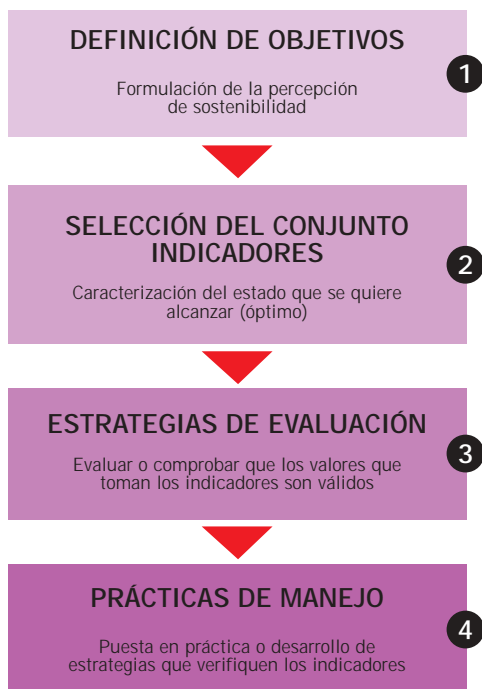 DEFINICIÓN DE OBJETIVOS
1
Formulación de la percepción
de sostenibilidad
SELECCIÓN DEL CONJUNTO
INDICADORES
2
Caracterización del estado que se quiere
alcanzar (óptimo)
ESTRATEGIAS DE EVALUACIÓN
3
Evaluar o comprobar que los valores que
toman los indicadores son válidos
PRÁCTICAS DE MANEJO
4
Puesta en práctica o desarrollo de
estrategias que verifiquen los indicadores